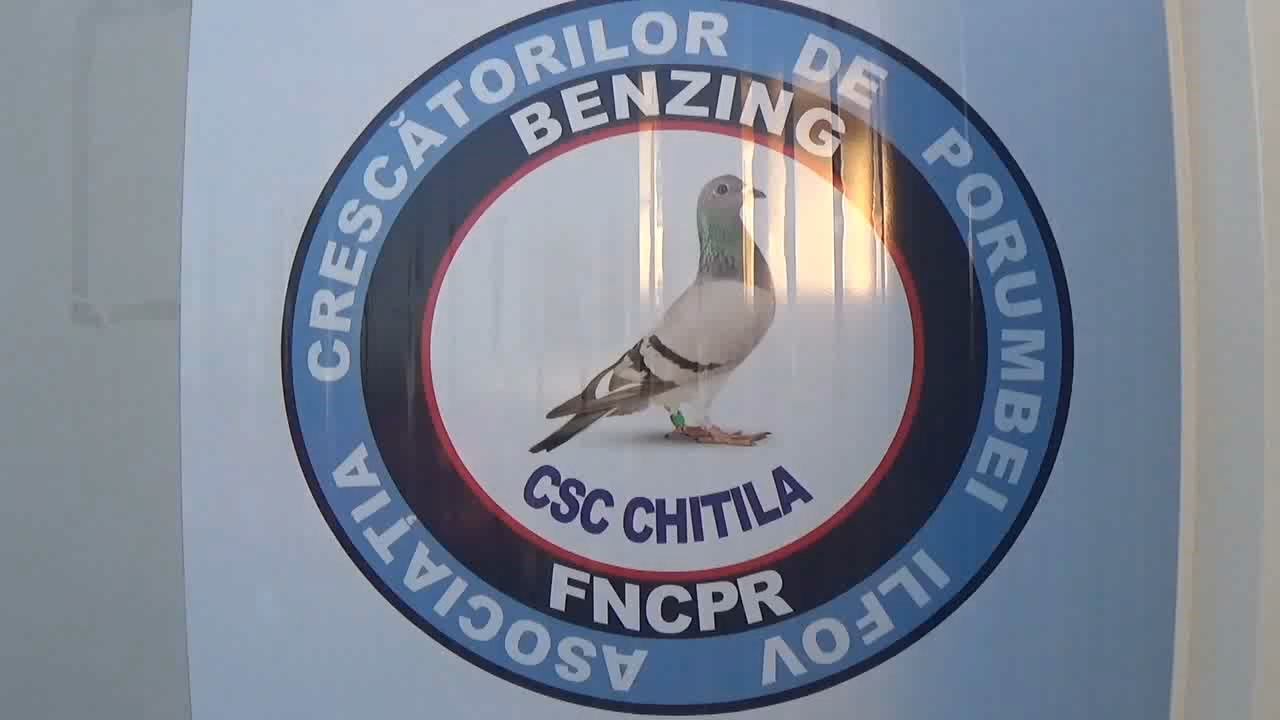 ASOCIAȚIA CRESCĂTORILOR DE PORUMBEI ILFOV
BENZING
CSC CHITILA
FNCPR